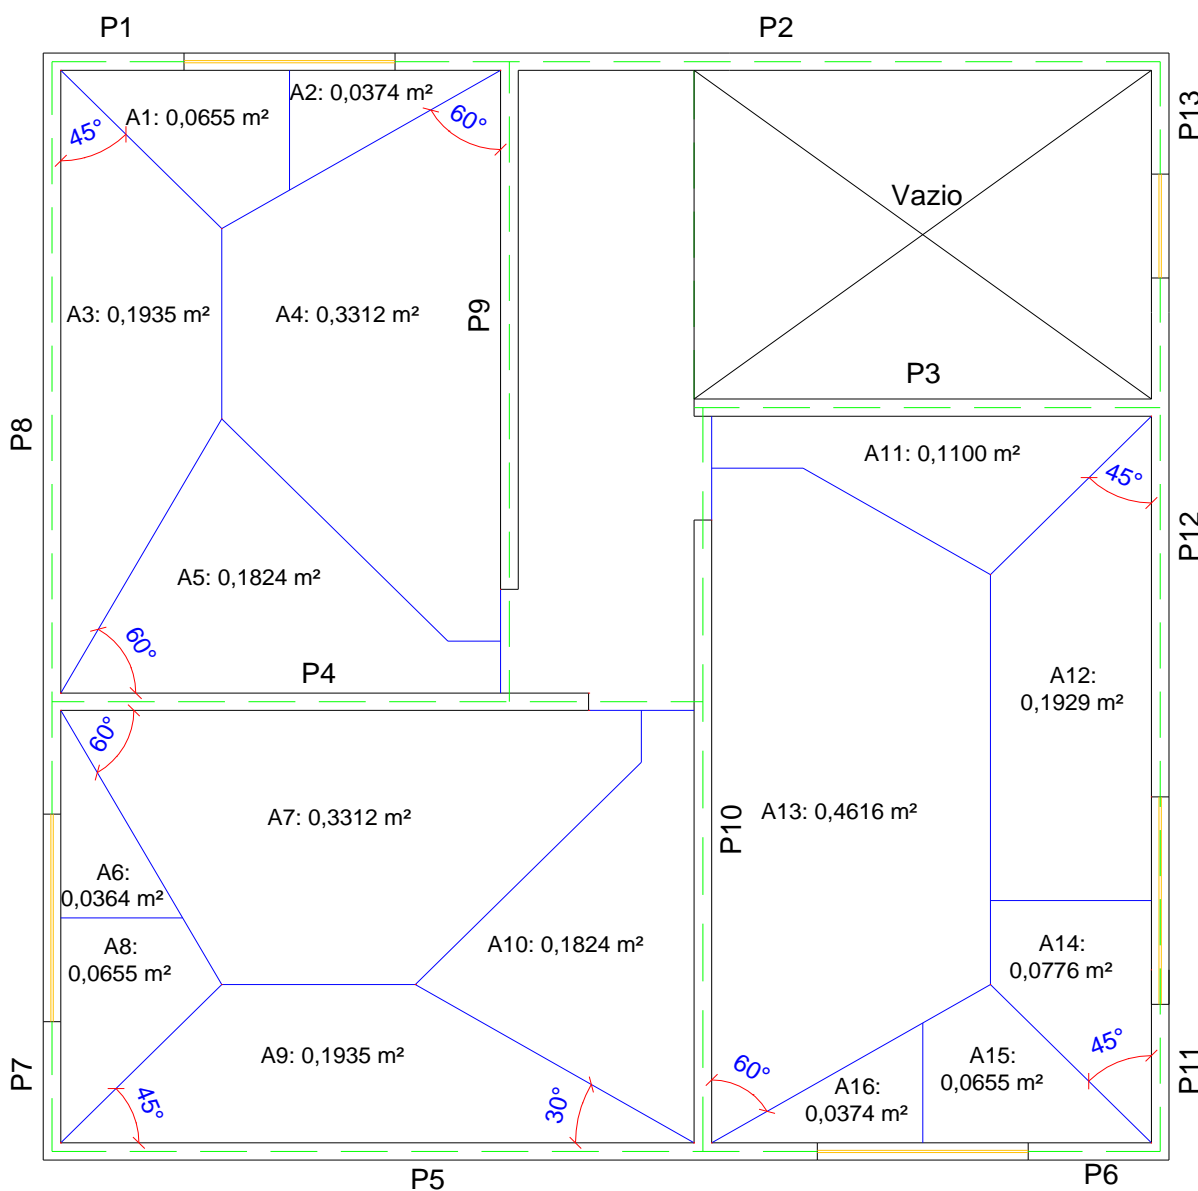 P1
P2
A2: 0,0374 m²
A1: 0,0655 m²
60°
45°
P13
Vazio
A3: 0,1935 m²
A4: 0,3312 m²
P9
P3
P8
A11: 0,1100 m²
45°
P12
A5: 0,1824 m²
60°
P4
A12:
0,1929 m²
60°
A7: 0,3312 m²
A13: 0,4616 m²
P10
A6:
0,0364 m²
A8:
0,0655 m²
A10: 0,1824 m²
A14:
0,0776 m²
A9: 0,1935 m²
45°
A15:
0,0655 m²
60°
A16:
0,0374 m²
P7
45°
30°
P11
P5
P6